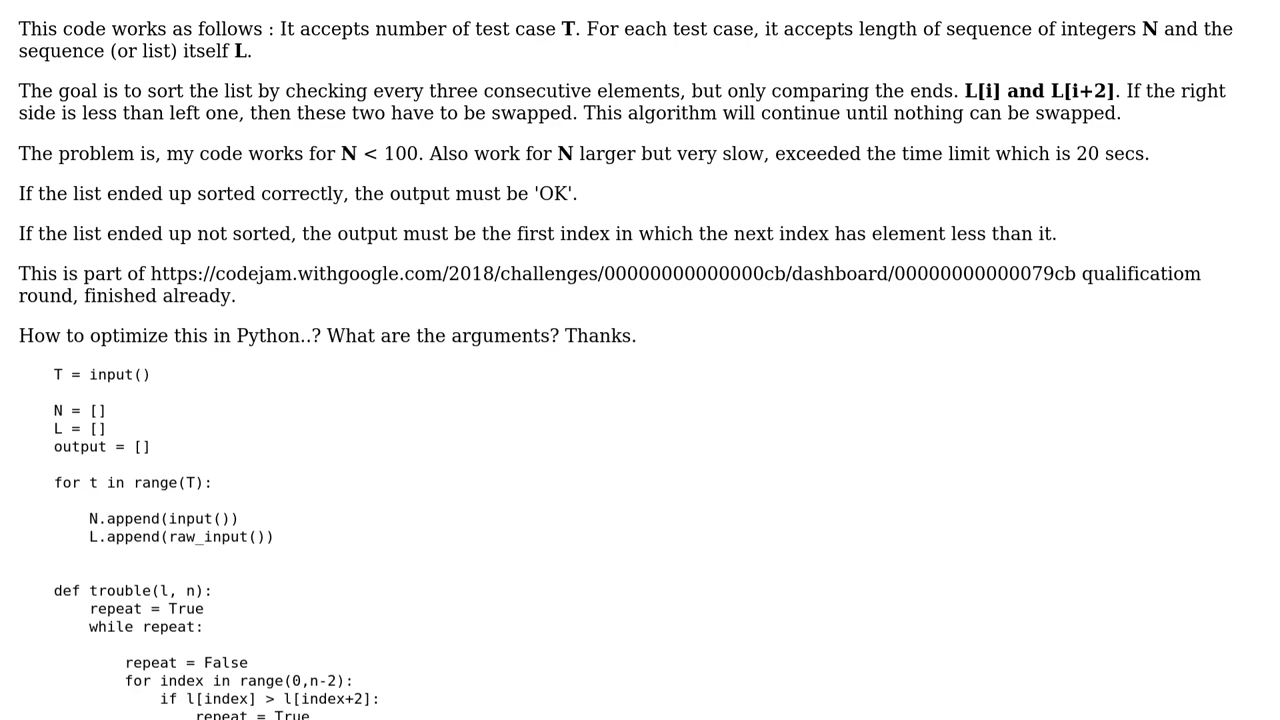 This code works as follows : It accepts number of test case T. For each test case, it accepts length of sequence of integers N and the
sequence (or list) itself L.
The goal is to sort the list by checking every three consecutive elements, but only comparing the ends. L[i] and L[i+2]. If the right
side is less than left one, then these two have to be swapped. This algorithm will continue until nothing can be swapped.
The problem is, my code works for N < 100. Also work for N larger but very slow, exceeded the time limit which is 20 secs.
If the list ended up sorted correctly, the output must be 'OK'.
If the list ended up not sorted, the output must be the first index in which the next index has element less than it.
This is part of https://codejam.withgoogle.com/2018/challenges/00000000000000cb/dashboard/00000000000079cb qualificatiom
round, finished already.
How to optimize this in Python..? What are the arguments? Thanks.
T = input()
N = []
L = []
output = []
for t in range(T):
    N.append(input())
    L.append(raw_input())
def trouble(l, n):
    repeat = True
    while repeat:
        repeat = False
        for index in range(0,n-2):
            if l[index] > l[index+2]:
                repeat = True